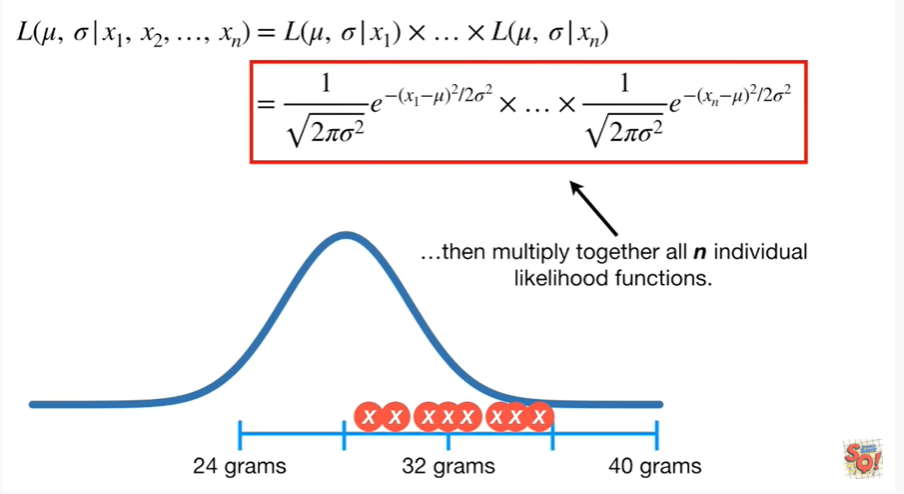 L(μ, σ|x₁, x₂, …, xₙ) = L(μ, σ|x₁) × … × L(μ, σ|xₙ)
= 1/√(2πσ²) e^(−(x₁−μ)²/2σ²) × … × 1/√(2πσ²) e^(−(xₙ−μ)²/2σ²)
…then multiply together all n individual
likelihood functions.
X X X X X X X X
24 grams 32 grams 40 grams
SQ!